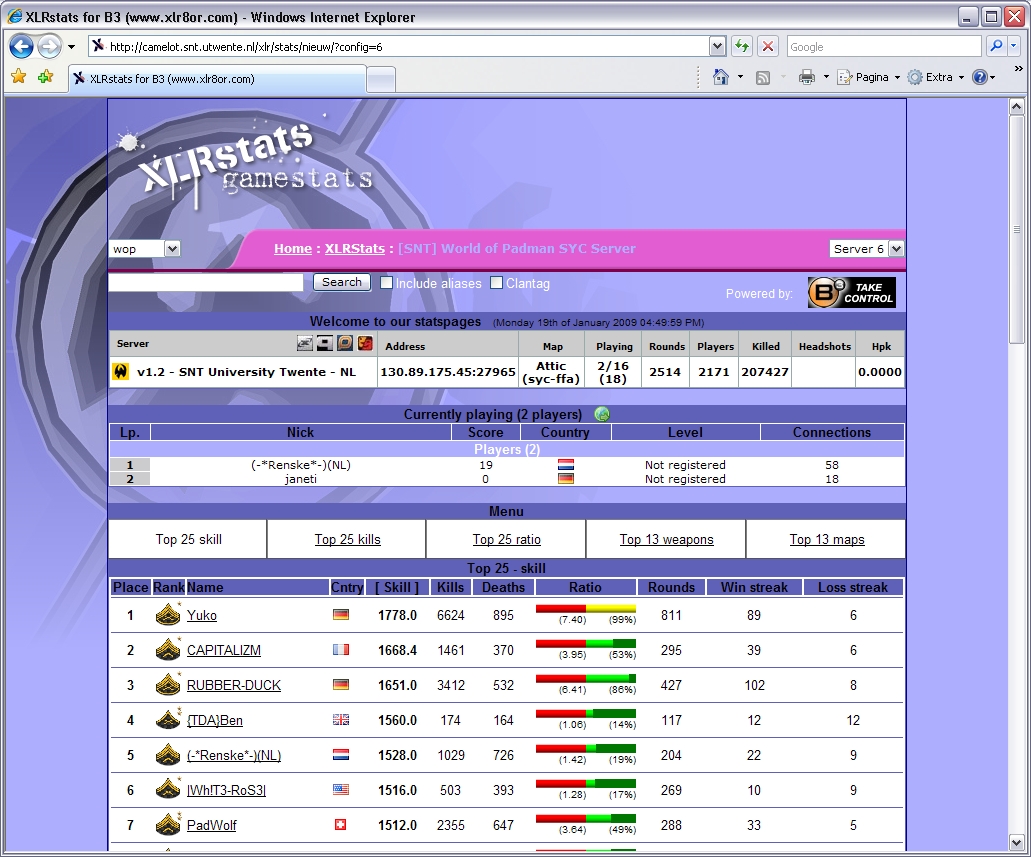 XLRstats for B3 (www.xlr8or.com) - Windows Internet Explorer
http://camelot.snt.utwente.nl/xlr/stats/nieuw/?config=6
Google
XLRstats for B3 (www.xlr8or.com)
Pagina
Extra
XLRstats
gamestats
wop
Home : XLRStats : [SNT] World of Padman SYC Server
Server 6
Search Include aliases Clantag
Powered by: B3 TAKE CONTROL
Welcome to our statspages (Monday 19th of January 2009 04:49:59 PM)
Server Address Map Playing Rounds Players Killed Headshots Hpk
v1.2 - SNT University Twente - NL 130.89.175.45:27965 Attic (syc-ffa) 2/16 (18) 2514 2171 207427 0.0000
Currently playing (2 players)
Lp. Nick Score Country Level Connections
Players (2)
1 (-*Renske*-)(NL) 19 Not registered 58
2 janeti 0 Not registered 18
Menu
Top 25 skill Top 25 kills Top 25 ratio Top 13 weapons Top 13 maps
Top 25 - skill
Place Rank Name Cntry [ Skill ] Kills Deaths Ratio Rounds Win streak Loss streak
1 Yuko 1778.0 6624 895 (7.40) (99%) 811 89 6
2 CAPITALIZM 1668.4 1461 370 (3.95) (53%) 295 39 6
3 RUBBER-DUCK 1651.0 3412 532 (6.41) (86%) 427 102 8
4 {TDA}Ben 1560.0 174 164 (1.06) (14%) 117 12 12
5 (-*Renske*-)(NL) 1528.0 1029 726 (1.42) (19%) 204 22 9
6 |Wh!T3-RoS3| 1516.0 503 393 (1.28) (17%) 269 10 9
7 PadWolf 1512.0 2355 647 (3.64) (49%) 288 33 5